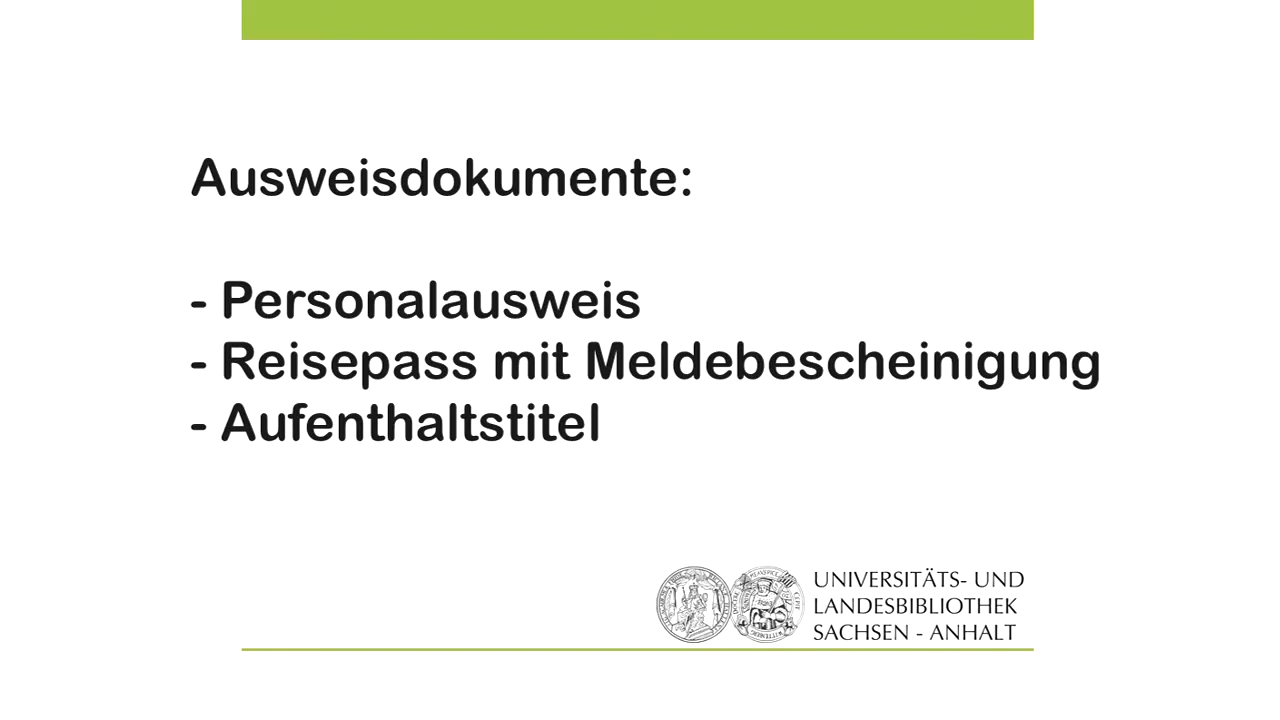 Ausweisdokumente:
- Personalausweis
- Reisepass mit Meldebescheinigung
- Aufenthaltstitel
UNIVERSITÄTS- UND
LANDESBIBLIOTHEK
SACHSEN - ANHALT